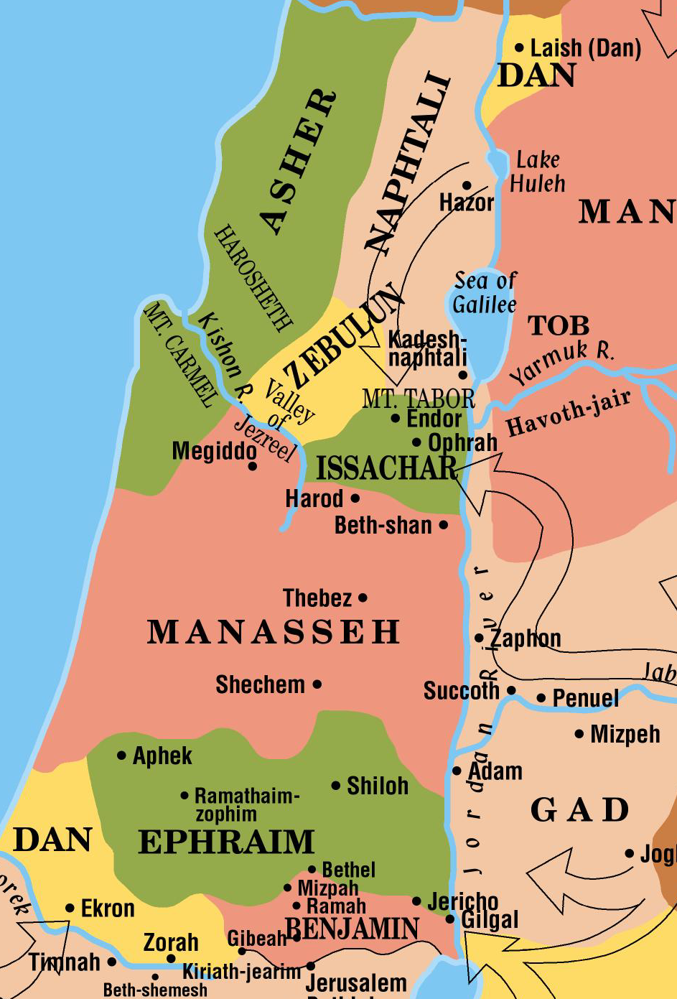 Laish (Dan)
DAN
ASHER
NAPHTALI
Lake
Huleh
Hazor
MAN
HAROSHETH
Sea of
Galilee
MT. CARMEL
Kishon R.
ZEBULUN
TOB
Kadesh-
naphtali
Yarmuk R.
Valley
of
Jezreel
MT. TABOR
Endor
Havoth-jair
Ophrah
Megiddo
ISSACHAR
Harod
Beth-shan
Thebez
MANASSEH
Zaphon
Jordan River
Shechem
Jab
Succoth
Penuel
Mizpeh
Aphek
Adam
Shiloh
Ramathaim-
zophim
GAD
DAN
EPHRAIM
Jogl
Bethel
orek
Mizpah
Ramah
Jericho
Ekron
Gilgal
BENJAMIN
Gibeah
Zorah
Timnah
Kiriath-jearim
Jerusalem
Beth-shemesh